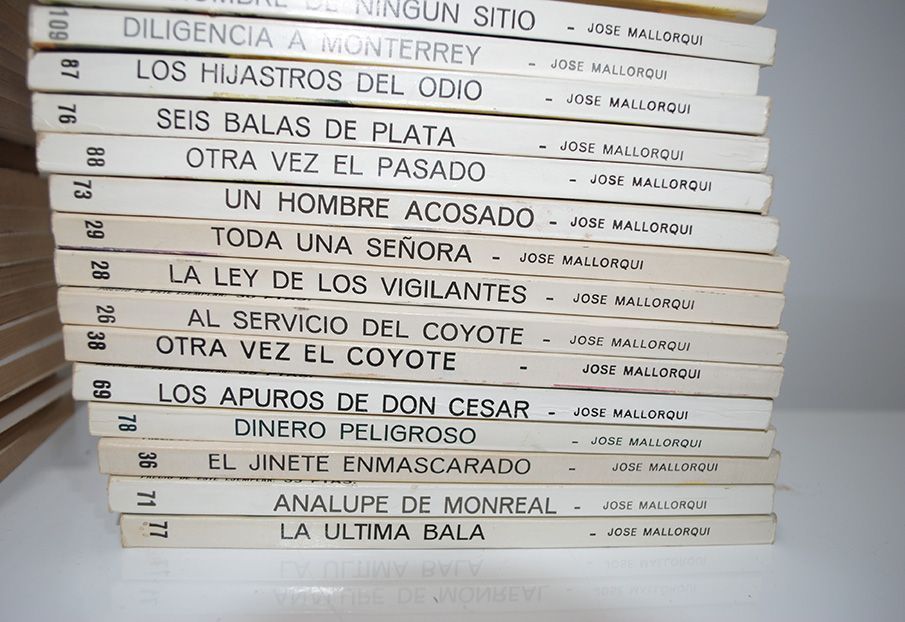 DE NINGUN SITIO - JOSE MALLORQUI
109 DILIGENCIA A MONTERREY - JOSE MALLORQUI
87 LOS HIJASTROS DEL ODIO - JOSE MALLORQUI
76 SEIS BALAS DE PLATA - JOSE MALLORQUI
88 OTRA VEZ EL PASADO - JOSE MALLORQUI
73 UN HOMBRE ACOSADO - JOSE MALLORQUI
29 TODA UNA SEÑORA - JOSE MALLORQUI
28 LA LEY DE LOS VIGILANTES - JOSE MALLORQUI
26 AL SERVICIO DEL COYOTE - JOSE MALLORQUI
38 OTRA VEZ EL COYOTE - JOSE MALLORQUI
69 LOS APUROS DE DON CESAR - JOSE MALLORQUI
78 DINERO PELIGROSO - JOSE MALLORQUI
36 EL JINETE ENMASCARADO - JOSE MALLORQUI
71 ANALUPE DE MONREAL - JOSE MALLORQUI
77 LA ULTIMA BALA - JOSE MALLORQUI